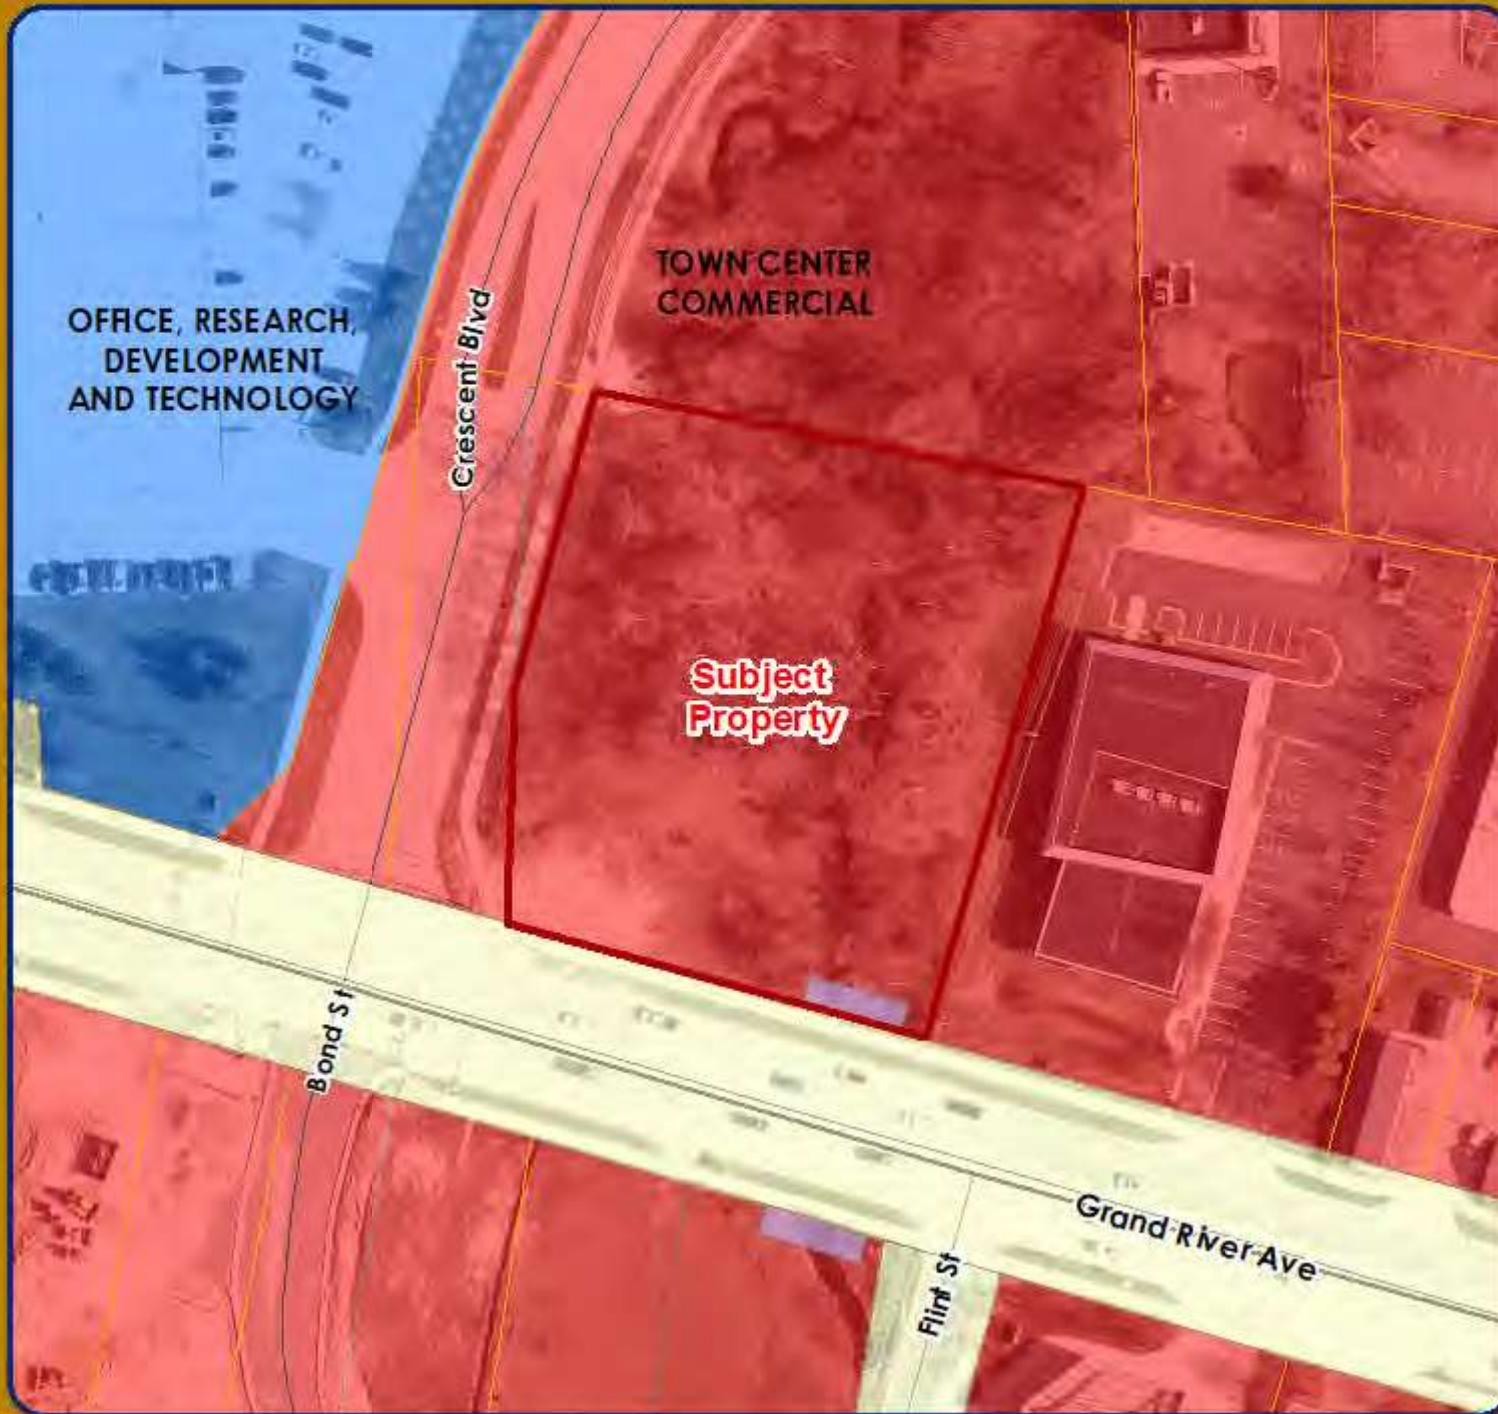 TOWN CENTER
COMMERCIAL
OFFICE, RESEARCH,
DEVELOPMENT
AND TECHNOLOGY
Crescent Blvd
Subject
Property
Bond St
Grand River Ave
Flint St